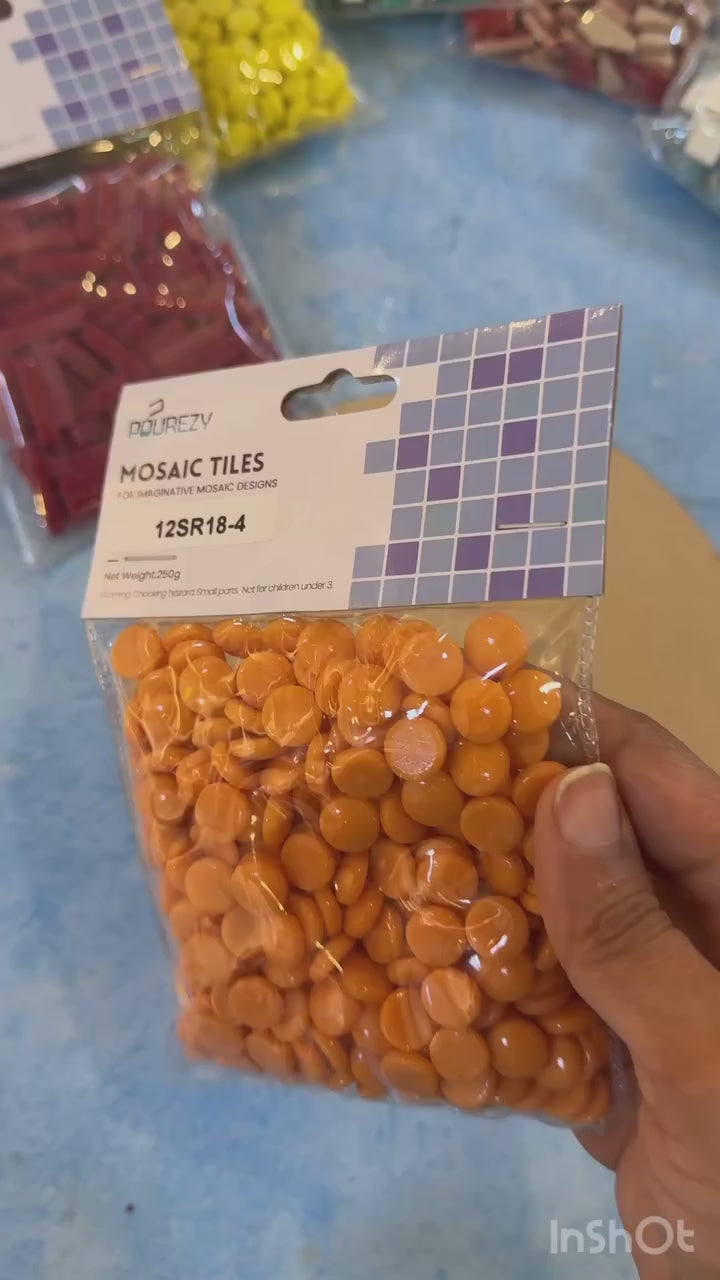 POUREZY
MOSAIC TILES
FOR IMAGINATIVE MOSAIC DESIGNS
12SR18-4
Net Weight:250g
Warning:Chocking hazard. Small parts. Not for children under 3.
InShOt